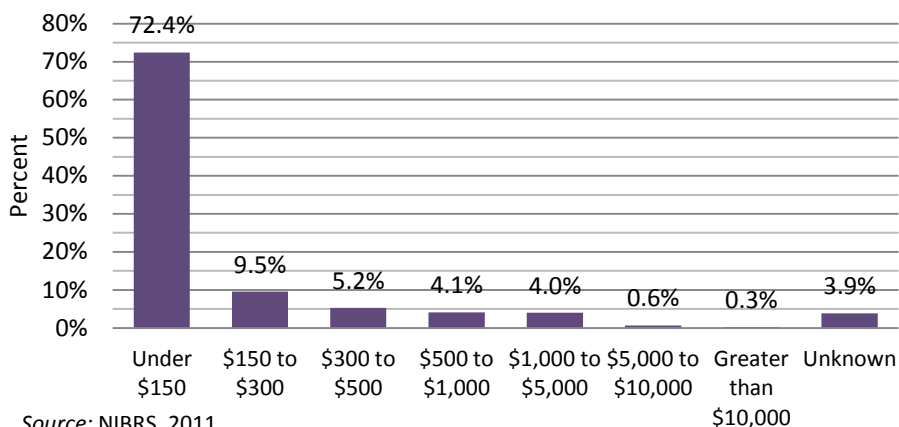 80%
70%
60%
50%
40%
30%
20%
10%
0%
Percent
72.4%
9.5%
5.2%
4.1%
4.0%
0.6%
0.3%
3.9%
Under $150
$150 to $300
$300 to $500
$500 to $1,000
$1,000 to $5,000
$5,000 to $10,000
Greater than $10,000
Unknown
Source: NIBRS, 2011